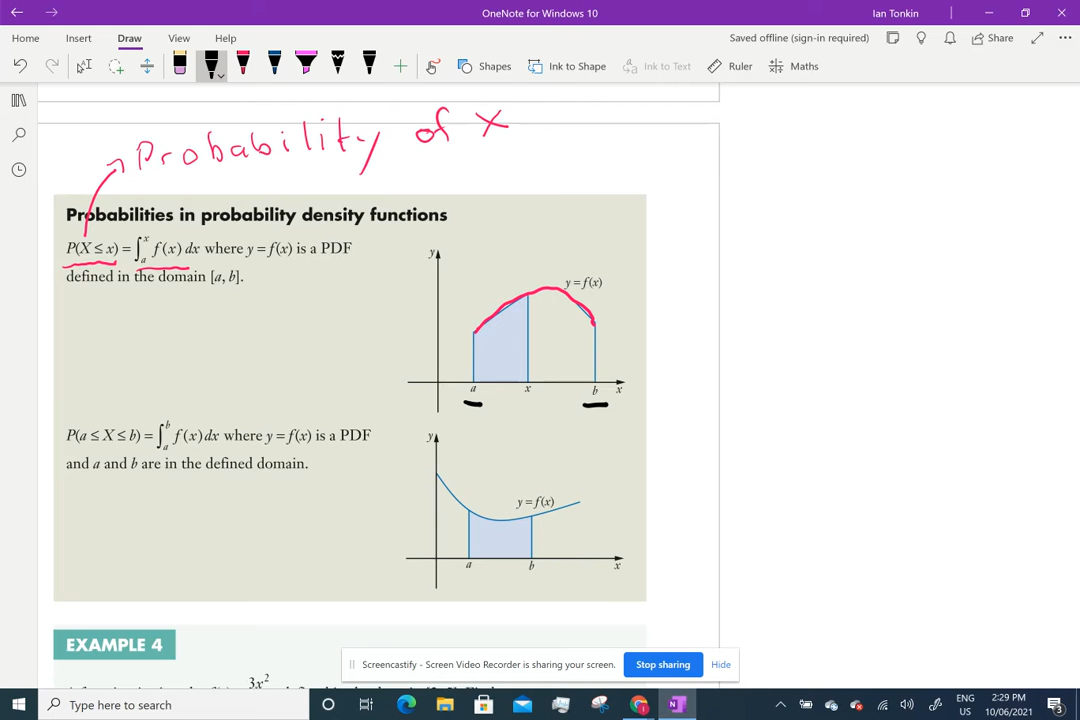 OneNote for Windows 10
Ian Tonkin
Home Insert Draw View Help
Saved offline (sign-in required)
Share
Shapes
Ink to Shape
Ink to Text
Ruler
Maths
Probability of x
Probabilities in probability density functions
P(X ≤ x) = ∫ₐˣ f(x) dx where y = f(x) is a PDF
defined in the domain [a, b].
y
y = f(x)
a x b x
P(a ≤ X ≤ b) = ∫ₐᵇ f(x) dx where y = f(x) is a PDF
and a and b are in the defined domain.
y
y = f(x)
a b x
EXAMPLE 4
Screencastify - Screen Video Recorder is sharing your screen.
Stop sharing
Hide
3x²
Type here to search
ENG
US
2:29 PM
10/06/2021
3